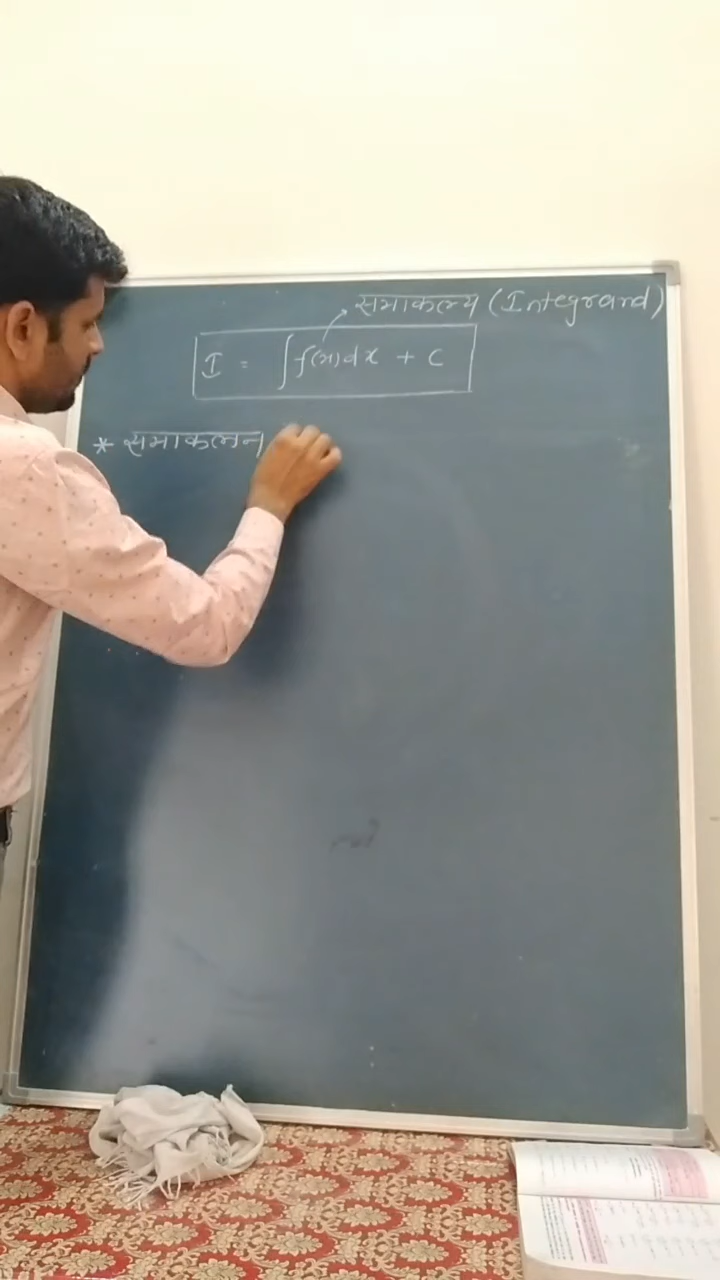 समाकल्य (Integrand)
I = ∫ f(x) dx + C
* समाकलन